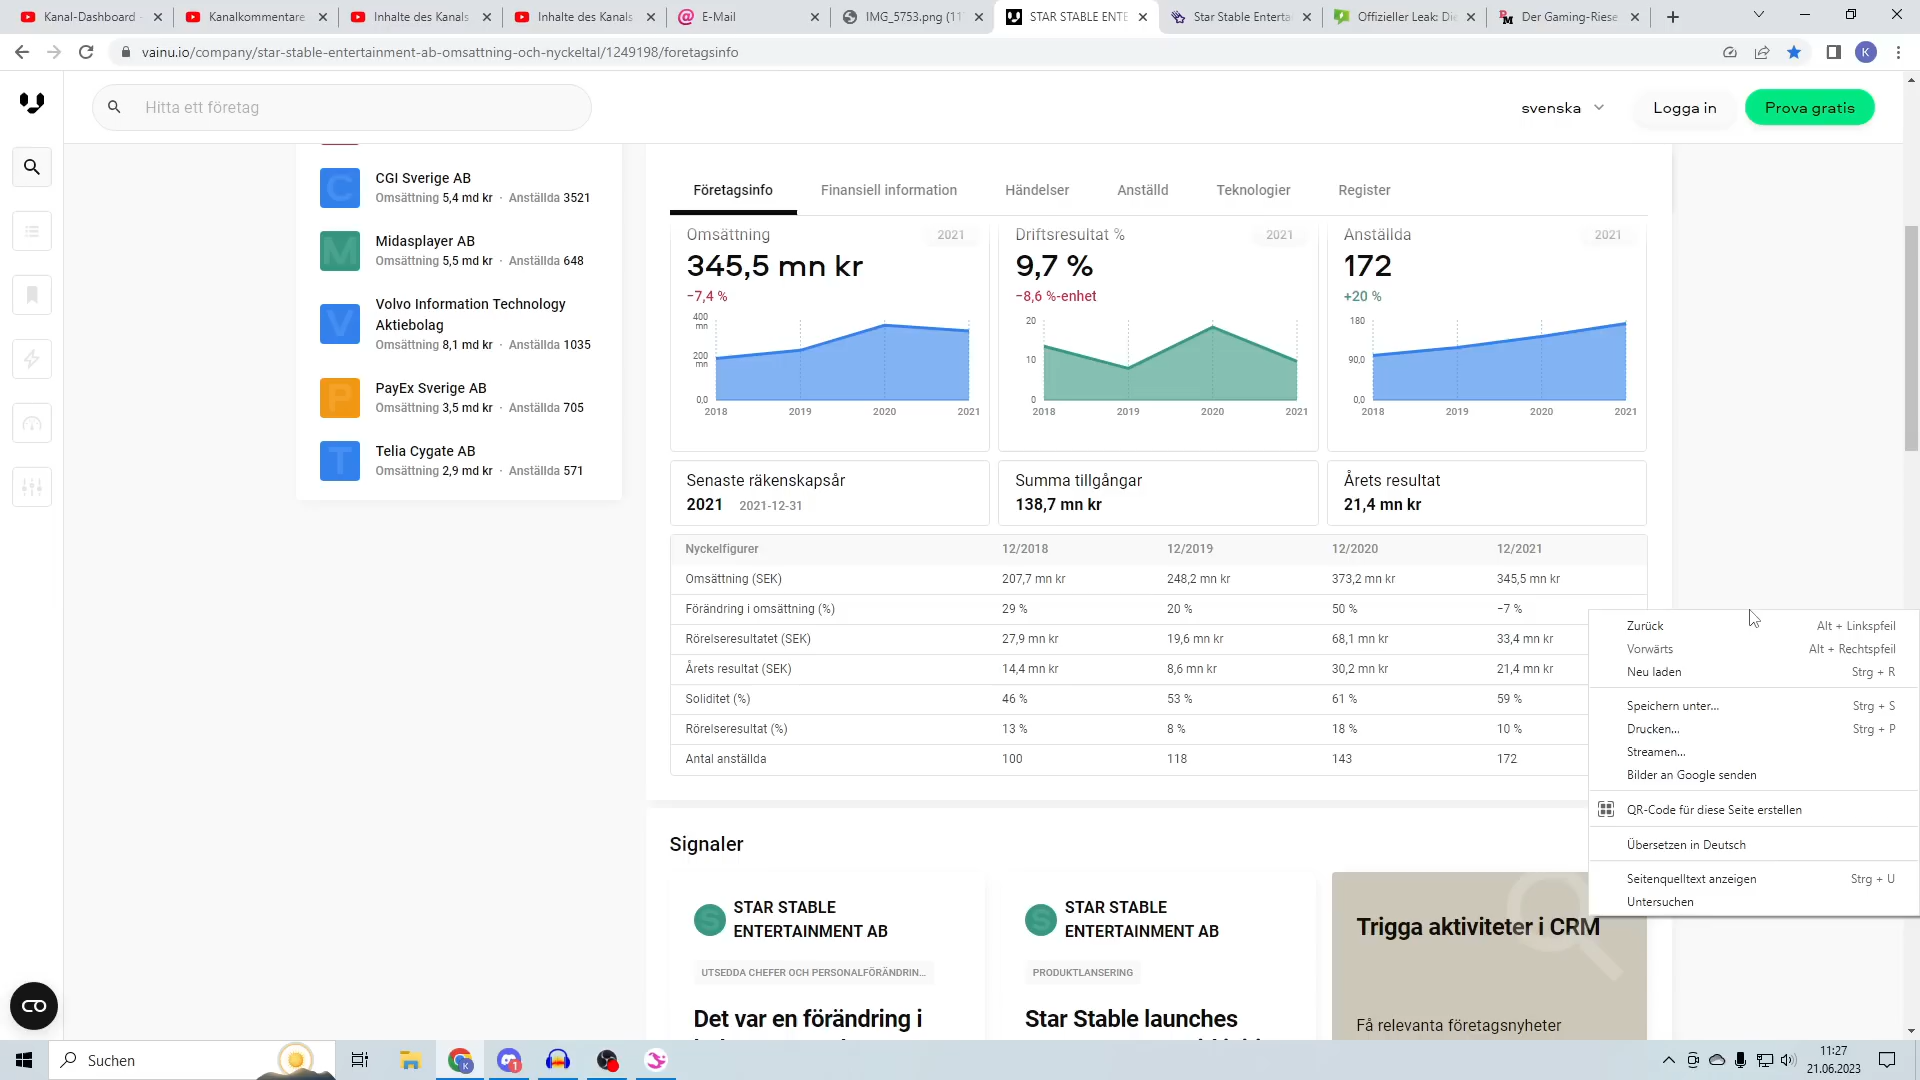 Kanal-Dashboard
Kanalkommentare
Inhalte des Kanals
Inhalte des Kanals
E-Mail
IMG_5753.png (11
STAR STABLE ENTE
Star Stable Enterta
Offizieller Leak: Di
Der Gaming-Riese
vainu.io/company/star-stable-entertainment-ab-omsattning-och-nyckeltal/1249198/foretagsinfo
K
Hitta ett företag
svenska
Logga in
Prova gratis
C
CGI Sverige AB
Omsättning 5,4 md kr · Anställda 3521
M
Midasplayer AB
Omsättning 5,5 md kr · Anställda 648
V
Volvo Information Technology
Aktiebolag
Omsättning 8,1 md kr · Anställda 1035
P
PayEx Sverige AB
Omsättning 3,5 md kr · Anställda 705
T
Telia Cygate AB
Omsättning 2,9 md kr · Anställda 571
Företagsinfo
Finansiell information
Händelser
Anställd
Teknologier
Register
Omsättning 2021
345,5 mn kr
−7,4 %
400
mn
200
mn
0,0
2018 2019 2020 2021
Driftsresultat % 2021
9,7 %
−8,6 %-enhet
20
10
0
2018 2019 2020 2021
Anställda 2021
172
+20 %
180
90,0
0,0
2018 2019 2020 2021
Senaste räkenskapsår
2021 2021-12-31
Summa tillgångar
138,7 mn kr
Årets resultat
21,4 mn kr
Nyckelfigurer 12/2018 12/2019 12/2020 12/2021
Omsättning (SEK) 207,7 mn kr 248,2 mn kr 373,2 mn kr 345,5 mn kr
Förändring i omsättning (%) 29 % 20 % 50 % −7 %
Rörelseresultatet (SEK) 27,9 mn kr 19,6 mn kr 68,1 mn kr 33,4 mn kr
Årets resultat (SEK) 14,4 mn kr 8,6 mn kr 30,2 mn kr 21,4 mn kr
Soliditet (%) 46 % 53 % 61 % 59 %
Rörelseresultat (%) 13 % 8 % 18 % 10 %
Antal anställda 100 118 143 172
Zurück Alt + Linkspfeil
Vorwärts Alt + Rechtspfeil
Neu laden Strg + R
Speichern unter... Strg + S
Drucken... Strg + P
Streamen...
Bilder an Google senden
QR-Code für diese Seite erstellen
Übersetzen in Deutsch
Seitenquelltext anzeigen Strg + U
Untersuchen
Signaler
S
STAR STABLE
ENTERTAINMENT AB
UTSEDDA CHEFER OCH PERSONALFÖRÄNDRIN...
Det var en förändring i
S
STAR STABLE
ENTERTAINMENT AB
PRODUKTLANSERING
Star Stable launches
Trigga aktiviteter i CRM
Få relevanta företagsnyheter
Suchen
K
1
11:27
21.06.2023